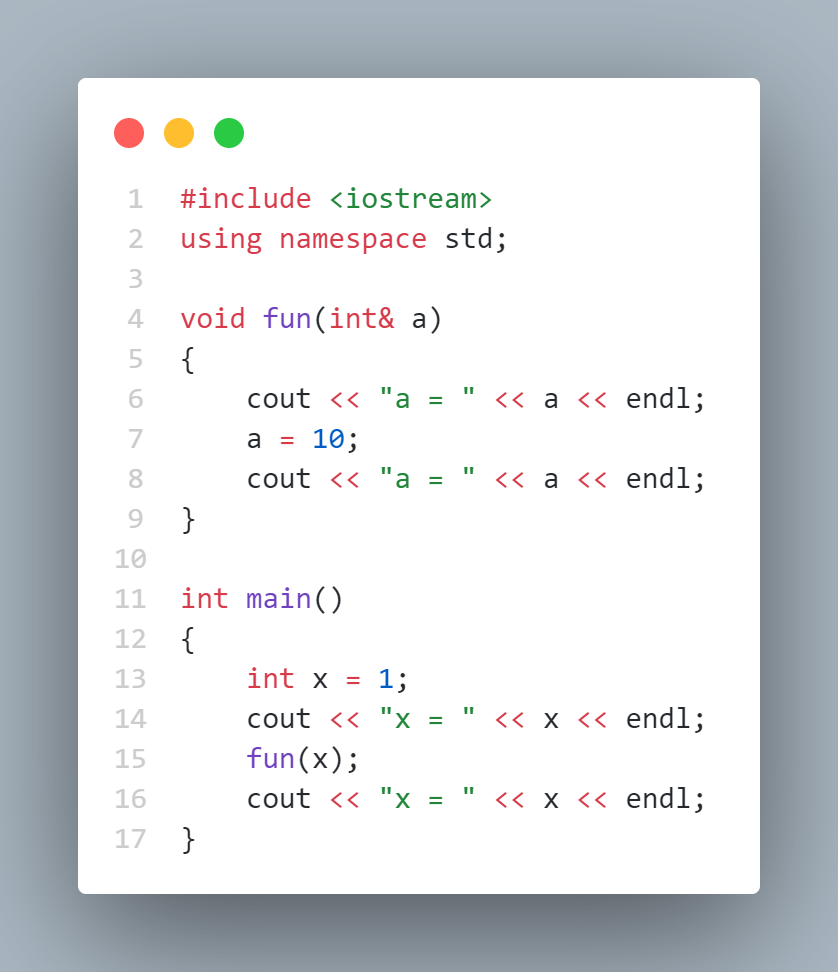 1 #include <iostream>
2 using namespace std;
3
4 void fun(int& a)
5 {
6     cout << "a = " << a << endl;
7     a = 10;
8     cout << "a = " << a << endl;
9 }
10
11 int main()
12 {
13     int x = 1;
14     cout << "x = " << x << endl;
15     fun(x);
16     cout << "x = " << x << endl;
17 }